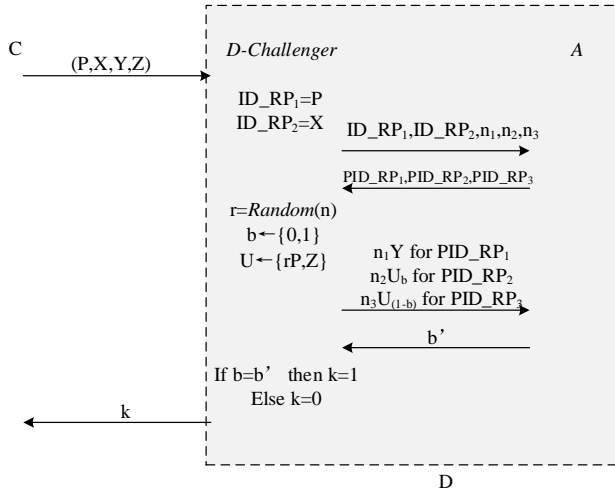 C
D-Challenger
A
(P,X,Y,Z)
ID_RP₁=P
ID_RP₂=X
ID_RP₁,ID_RP₂,n₁,n₂,n₃
PID_RP₁,PID_RP₂,PID_RP₃
r=Random(n)
b←{0,1}
U←{rP,Z}
n₁Y for PID_RP₁
n₂U_b for PID_RP₂
n₃U₍₁₋b₎ for PID_RP₃
b’
If b=b’ then k=1
Else k=0
k
D